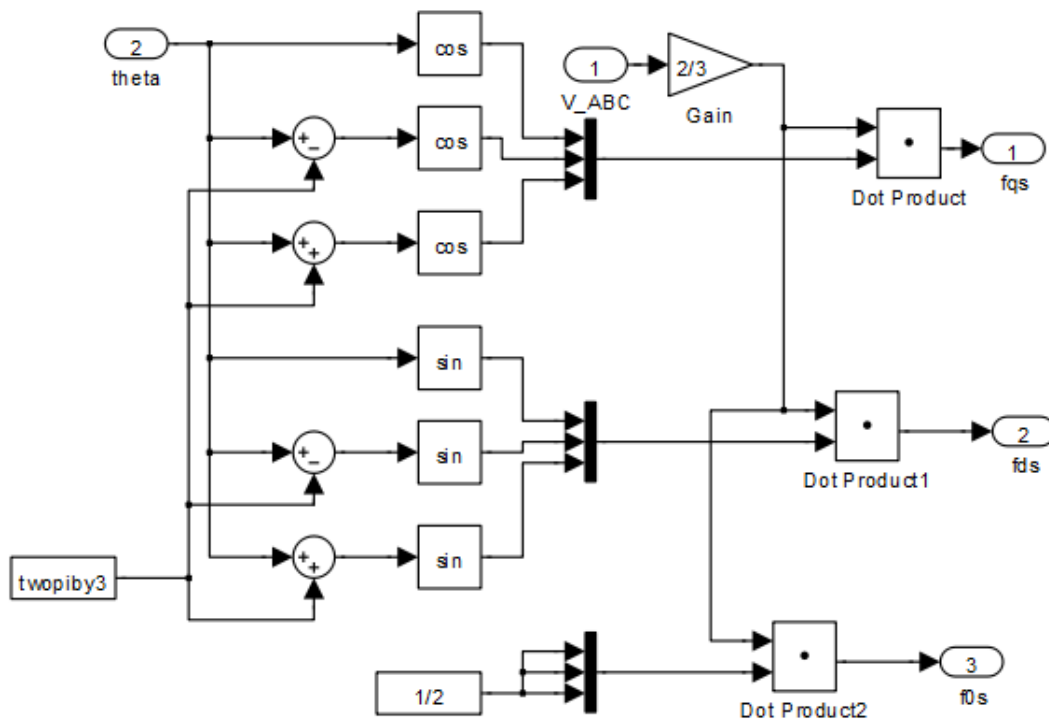 2
theta
cos
1
V_ABC
2/3
Gain
+
−
cos
Dot Product
1
fqs
+
+
cos
sin
+
−
sin
Dot Product1
2
fds
+
+
sin
twopiby3
1/2
Dot Product2
3
f0s